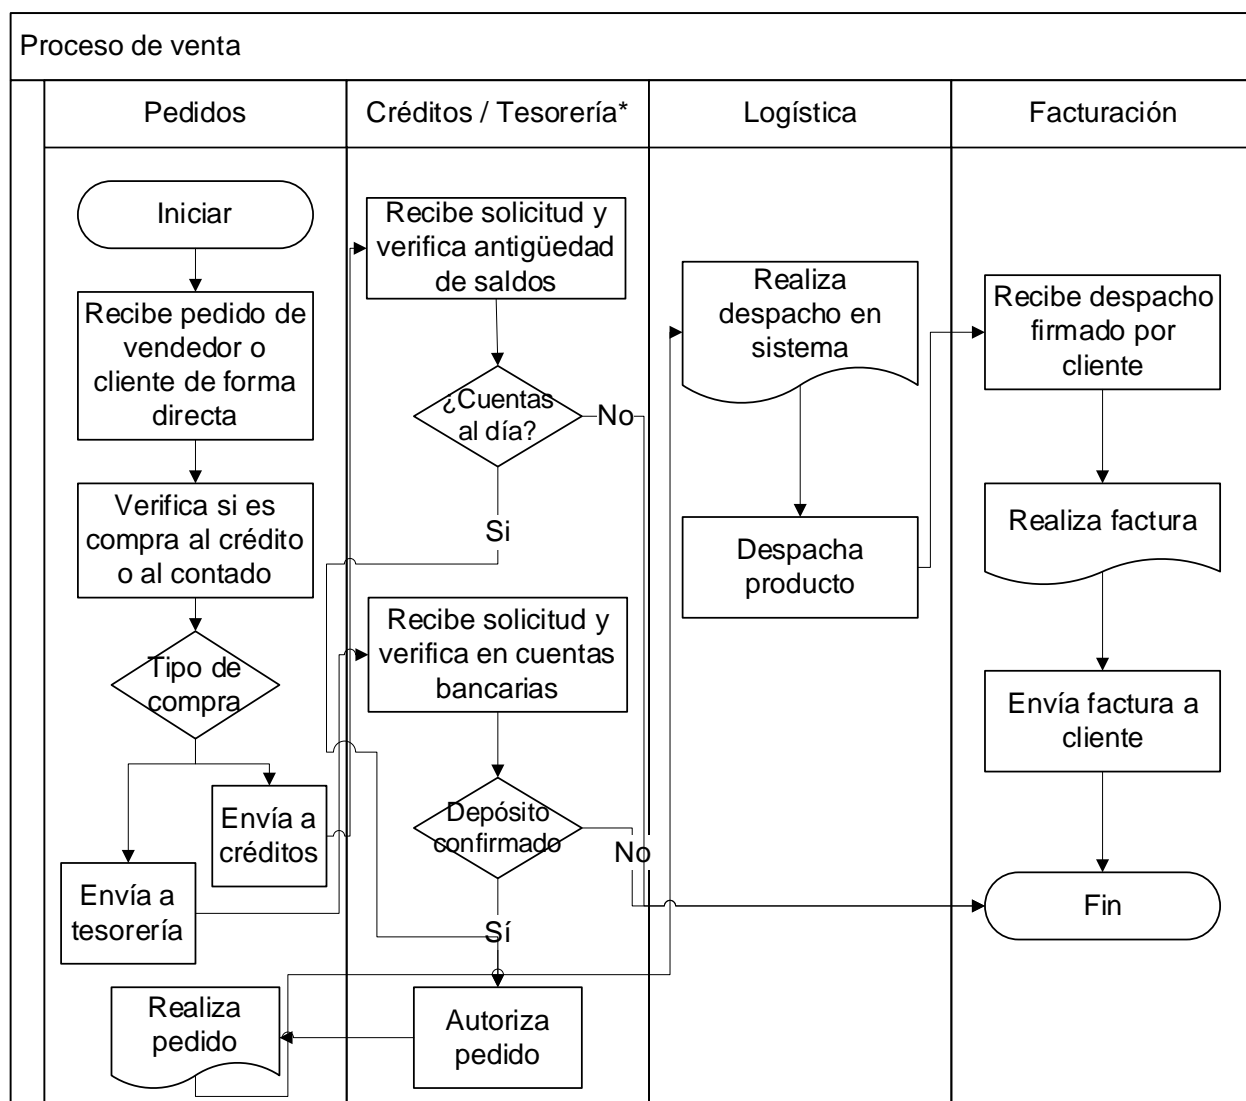 Proceso de venta
Pedidos
Créditos / Tesorería*
Logística
Facturación
Iniciar
Recibe pedido de
vendedor o
cliente de forma
directa
Verifica si es
compra al crédito
o al contado
Tipo de
compra
Envía a
créditos
Envía a
tesorería
Realiza
pedido
Recibe solicitud y
verifica antigüedad
de saldos
¿Cuentas
al día?
No
Si
Recibe solicitud y
verifica en cuentas
bancarias
Depósito
confirmado
No
Sí
Autoriza
pedido
Realiza
despacho en
sistema
Despacha
producto
Recibe despacho
firmado por
cliente
Realiza factura
Envía factura a
cliente
Fin